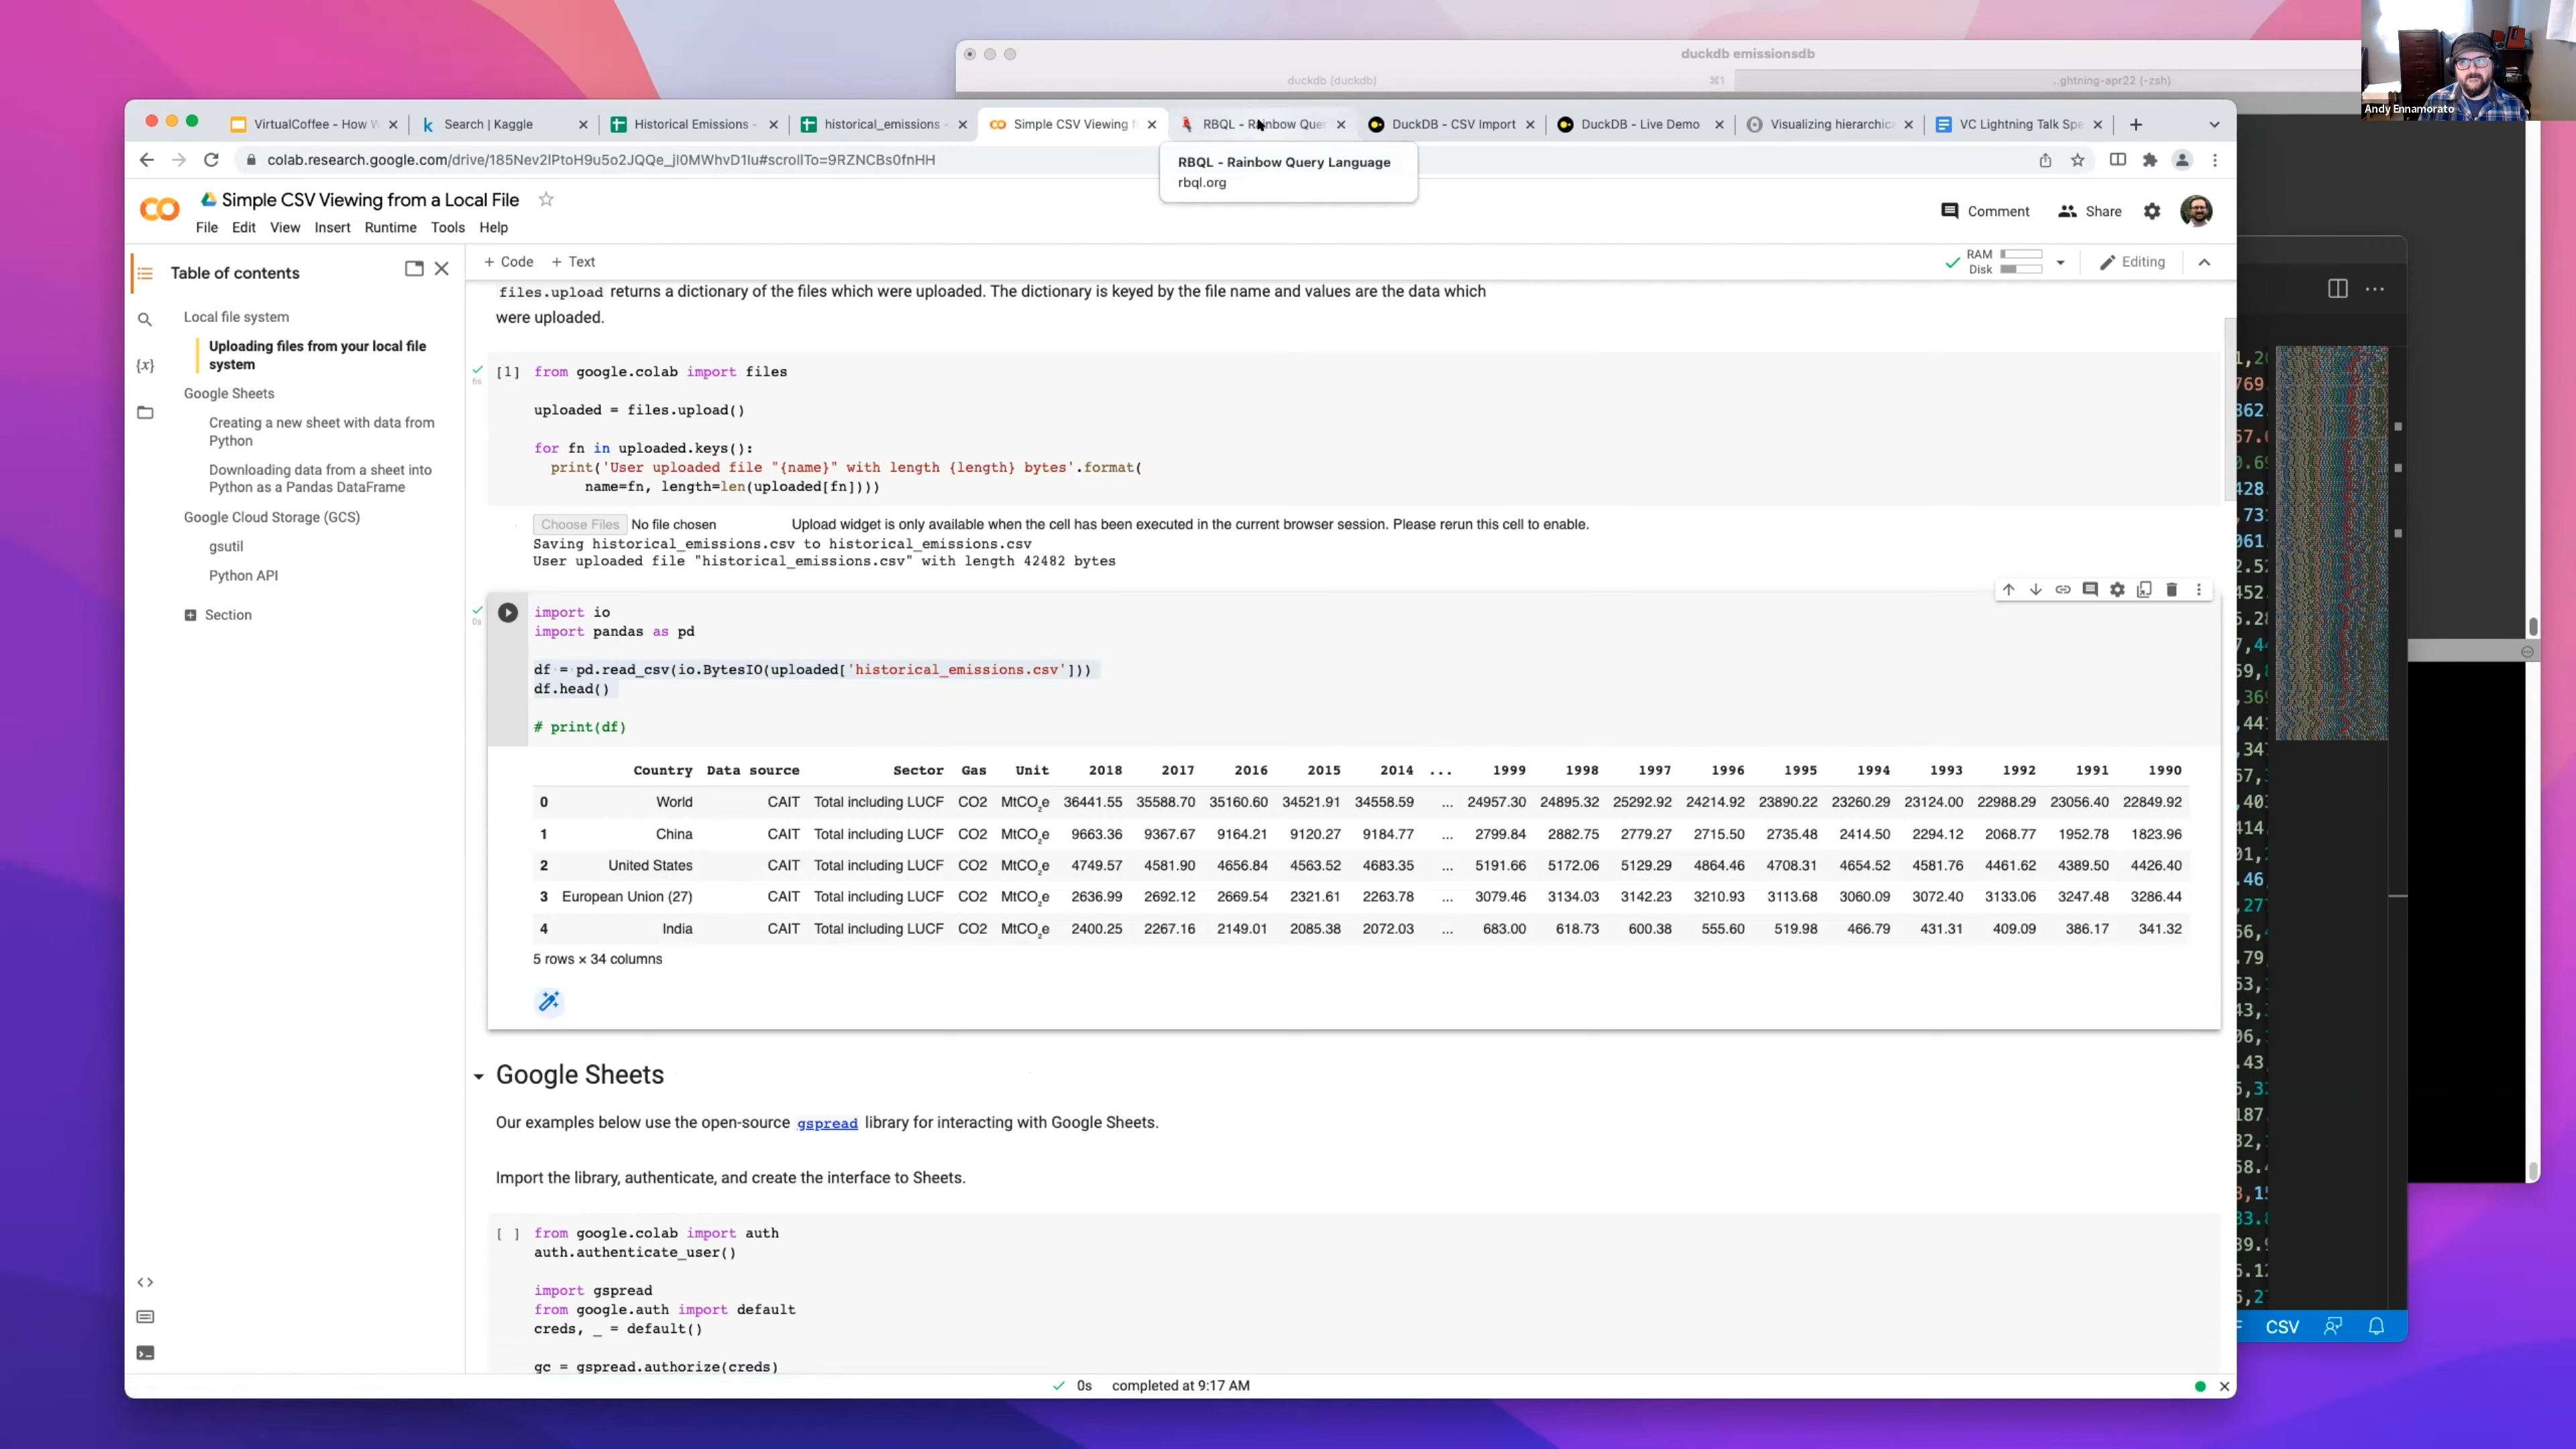 duckdb emissionsdb
duckdb (duckdb)
⌘1
..ghtning-apr22 (-zsh)
Andy Ennamorato
VirtualCoffee - How W
Search | Kaggle
Historical Emissions -
historical_emissions -
Simple CSV Viewing f
RBQL - Rainbow Quer
DuckDB - CSV Import
DuckDB - Live Demo
Visualizing hierarchica
VC Lightning Talk Spe
colab.research.google.com/drive/185Nev2lPtoH9u5o2JQQe_jl0MWhvD1lu#scrollTo=9RZNCBs0fnHH
RBQL - Rainbow Query Language
rbql.org
Simple CSV Viewing from a Local File
File Edit View Insert Runtime Tools Help
Comment
Share
Table of contents
+ Code + Text
RAM
Disk
Editing
Local file system
Uploading files from your local file
system
Google Sheets
Creating a new sheet with data from
Python
Downloading data from a sheet into
Python as a Pandas DataFrame
Google Cloud Storage (GCS)
gsutil
Python API
Section
files.upload returns a dictionary of the files which were uploaded. The dictionary is keyed by the file name and values are the data which
were uploaded.
6s
[1] from google.colab import files
uploaded = files.upload()
for fn in uploaded.keys():
print('User uploaded file "{name}" with length {length} bytes'.format(
name=fn, length=len(uploaded[fn])))
Choose Files No file chosen Upload widget is only available when the cell has been executed in the current browser session. Please rerun this cell to enable.
Saving historical_emissions.csv to historical_emissions.csv
User uploaded file "historical_emissions.csv" with length 42482 bytes
0s
import io
import pandas as pd
df = pd.read_csv(io.BytesIO(uploaded['historical_emissions.csv']))
df.head()
# print(df)
Country Data source Sector Gas Unit 2018 2017 2016 2015 2014 ... 1999 1998 1997 1996 1995 1994 1993 1992 1991 1990
0 World CAIT Total including LUCF CO2 MtCO₂e 36441.55 35588.70 35160.60 34521.91 34558.59 ... 24957.30 24895.32 25292.92 24214.92 23890.22 23260.29 23124.00 22988.29 23056.40 22849.92
1 China CAIT Total including LUCF CO2 MtCO₂e 9663.36 9367.67 9164.21 9120.27 9184.77 ... 2799.84 2882.75 2779.27 2715.50 2735.48 2414.50 2294.12 2068.77 1952.78 1823.96
2 United States CAIT Total including LUCF CO2 MtCO₂e 4749.57 4581.90 4656.84 4563.52 4683.35 ... 5191.66 5172.06 5129.29 4864.46 4708.31 4654.52 4581.76 4461.62 4389.50 4426.40
3 European Union (27) CAIT Total including LUCF CO2 MtCO₂e 2636.99 2692.12 2669.54 2321.61 2263.78 ... 3079.46 3134.03 3142.23 3210.93 3113.68 3060.09 3072.40 3133.06 3247.48 3286.44
4 India CAIT Total including LUCF CO2 MtCO₂e 2400.25 2267.16 2149.01 2085.38 2072.03 ... 683.00 618.73 600.38 555.60 519.98 466.79 431.31 409.09 386.17 341.32
5 rows × 34 columns
Google Sheets
Our examples below use the open-source gspread library for interacting with Google Sheets.
Import the library, authenticate, and create the interface to Sheets.
[ ] from google.colab import auth
auth.authenticate_user()
import gspread
from google.auth import default
creds, _ = default()
gc = gspread.authorize(creds)
0s completed at 9:17 AM
CSV